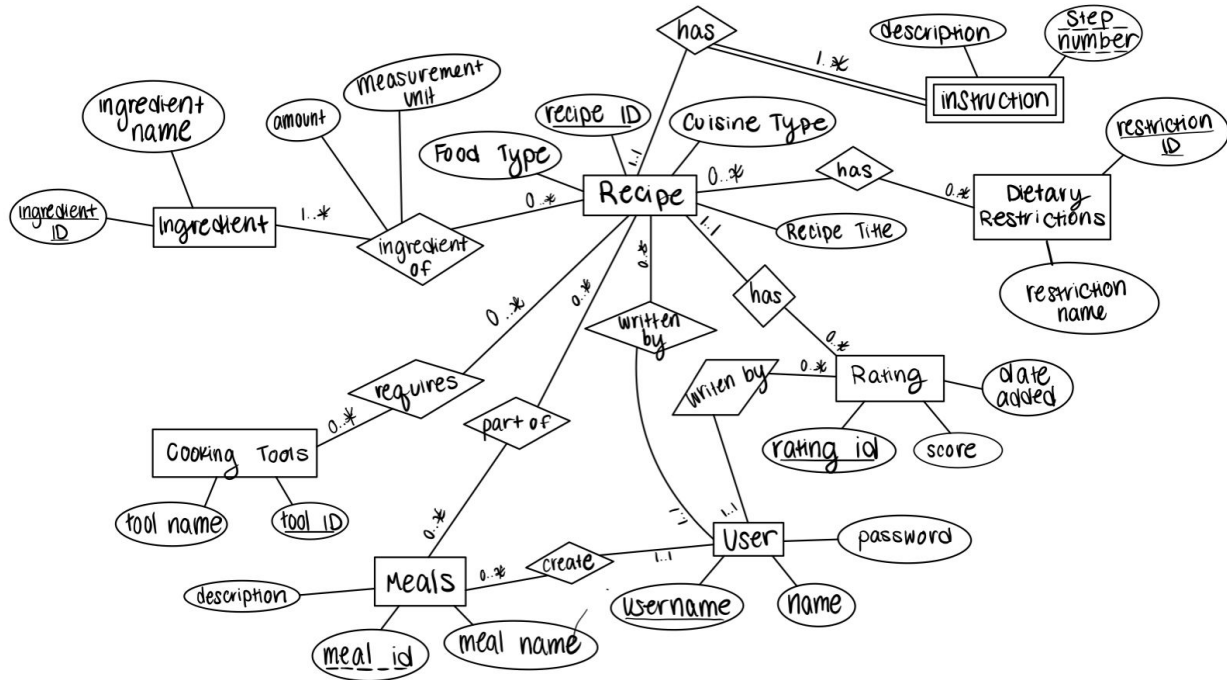 has
description
step
number
1..*
instruction
measurement
unit
ingredient
name
amount
recipe ID
Cuisine Type
Food Type
1..1
restriction
ID
has
0..*
0..*
Recipe
0..*
Dietary
Restrictions
ingredient
ID
Ingredient
1..*
ingredient
of
1..1
Recipe Title
0..*
0..*
0..*
has
restriction
name
written
by
0..*
requires
writen by
0..*
Rating
date
added
0..*
part of
Cooking Tools
rating id
score
tool name
tool ID
0..*
1..1
1..1
User
password
create
1..1
0..*
Meals
description
username
name
meal id
meal name